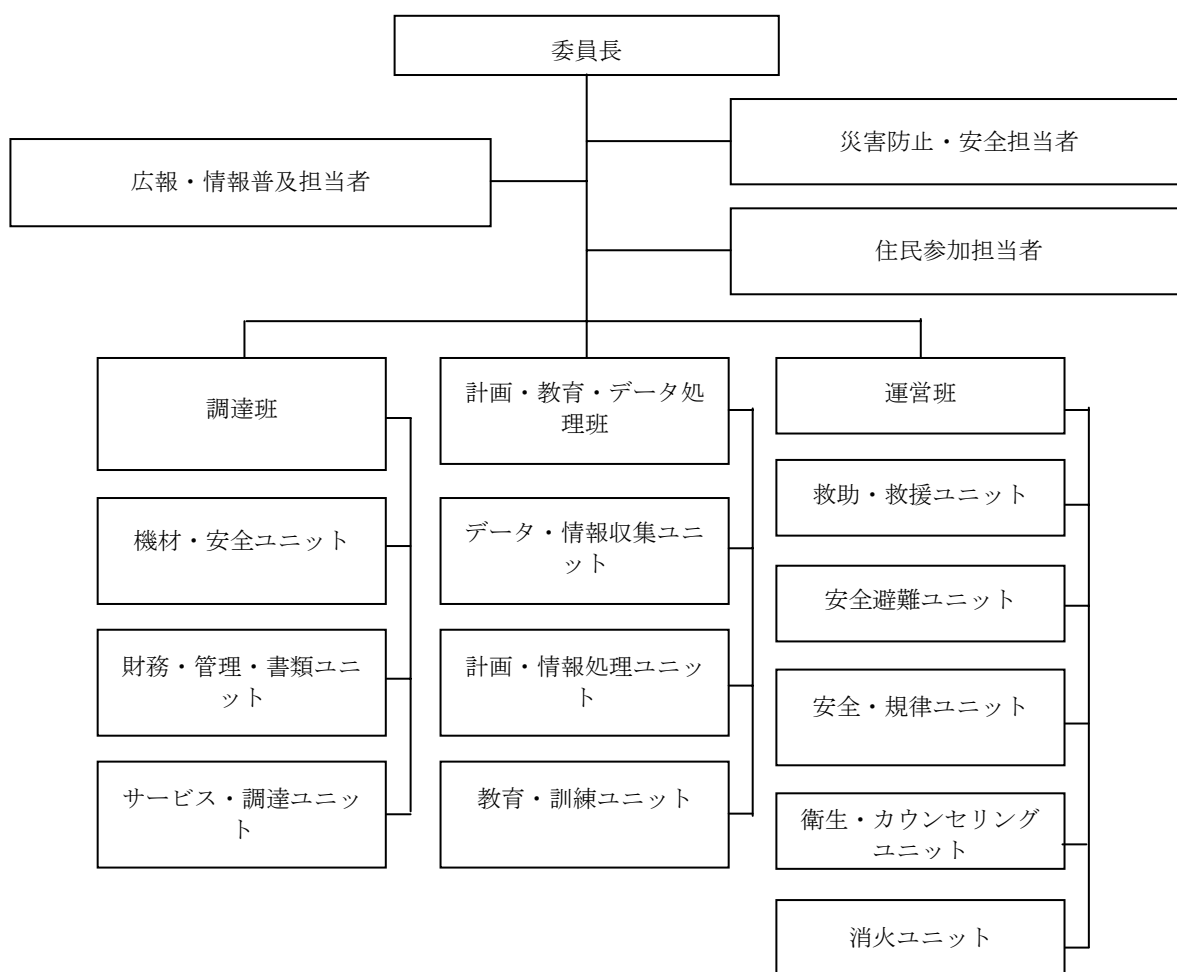 委員長
災害防止・安全担当者
広報・情報普及担当者
住民参加担当者
調達班
計画・教育・データ処
理班
運営班
機材・安全ユニット
データ・情報収集ユニ
ット
救助・救援ユニット
安全避難ユニット
財務・管理・書類ユニ
ット
計画・情報処理ユニッ
ト
安全・規律ユニット
サービス・調達ユニッ
ト
教育・訓練ユニット
衛生・カウンセリング
ユニット
消火ユニット